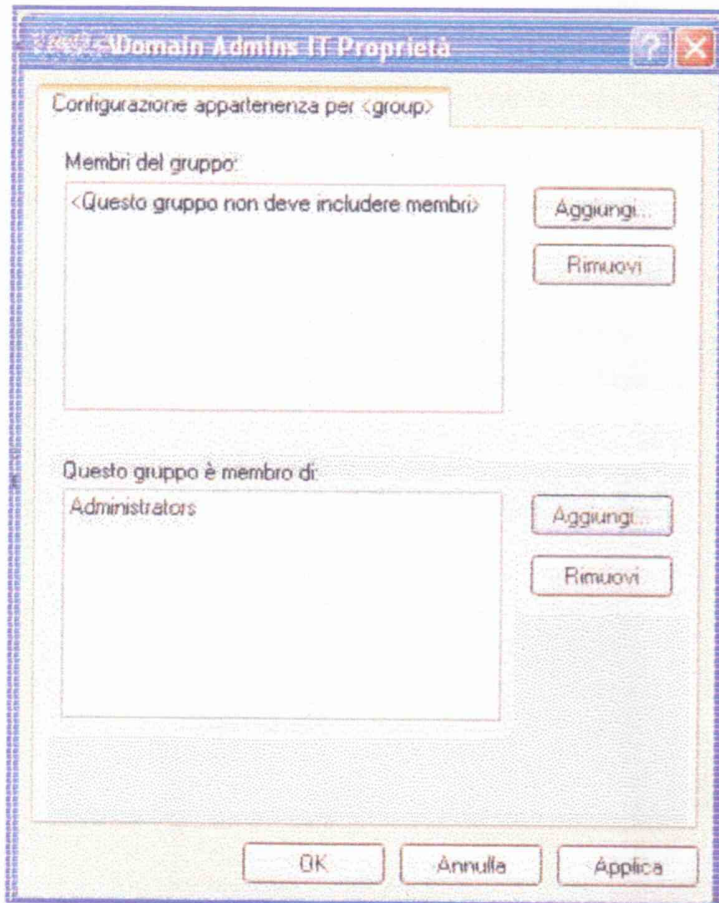 \Domain Admins IT Proprietà
Configurazione appartenenza per <group>
Membri del gruppo:
<Questo gruppo non deve includere membri>
Aggiungi...
Rimuovi
Questo gruppo è membro di:
Administrators
Aggiungi...
Rimuovi
OK
Annulla
Applica